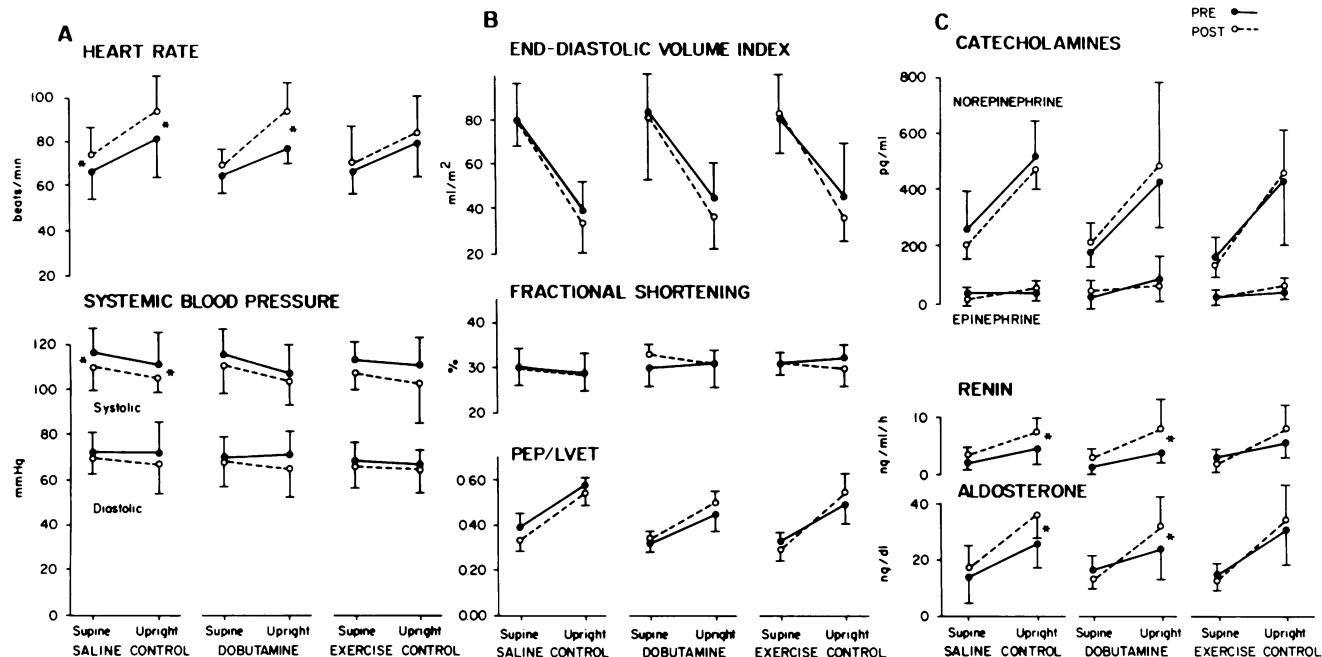 A
HEART RATE
100
80
60
40
20
beats/min
*
*
*
SYSTEMIC BLOOD PRESSURE
120
100
80
60
40
20
0
mmHg
*
*
Systolic
Diastolic
Supine Upright Supine Upright Supine Upright
SALINE CONTROL DOBUTAMINE EXERCISE CONTROL
B
END-DIASTOLIC VOLUME INDEX
80
60
40
20
ml/m2
FRACTIONAL SHORTENING
40
30
20
%
PEP/LVET
0.60
0.40
0.20
0.00
Supine Upright Supine Upright Supine Upright
SALINE CONTROL DOBUTAMINE EXERCISE CONTROL
C
PRE
POST
CATECHOLAMINES
800
600
400
200
0
pg/ml
NOREPINEPHRINE
EPINEPHRINE
RENIN
10
0
ng/ml/h
*
*
ALDOSTERONE
40
20
0
ng/dl
*
*
Supine Upright Supine Upright Supine Upright
SALINE CONTROL DOBUTAMINE EXERCISE CONTROL